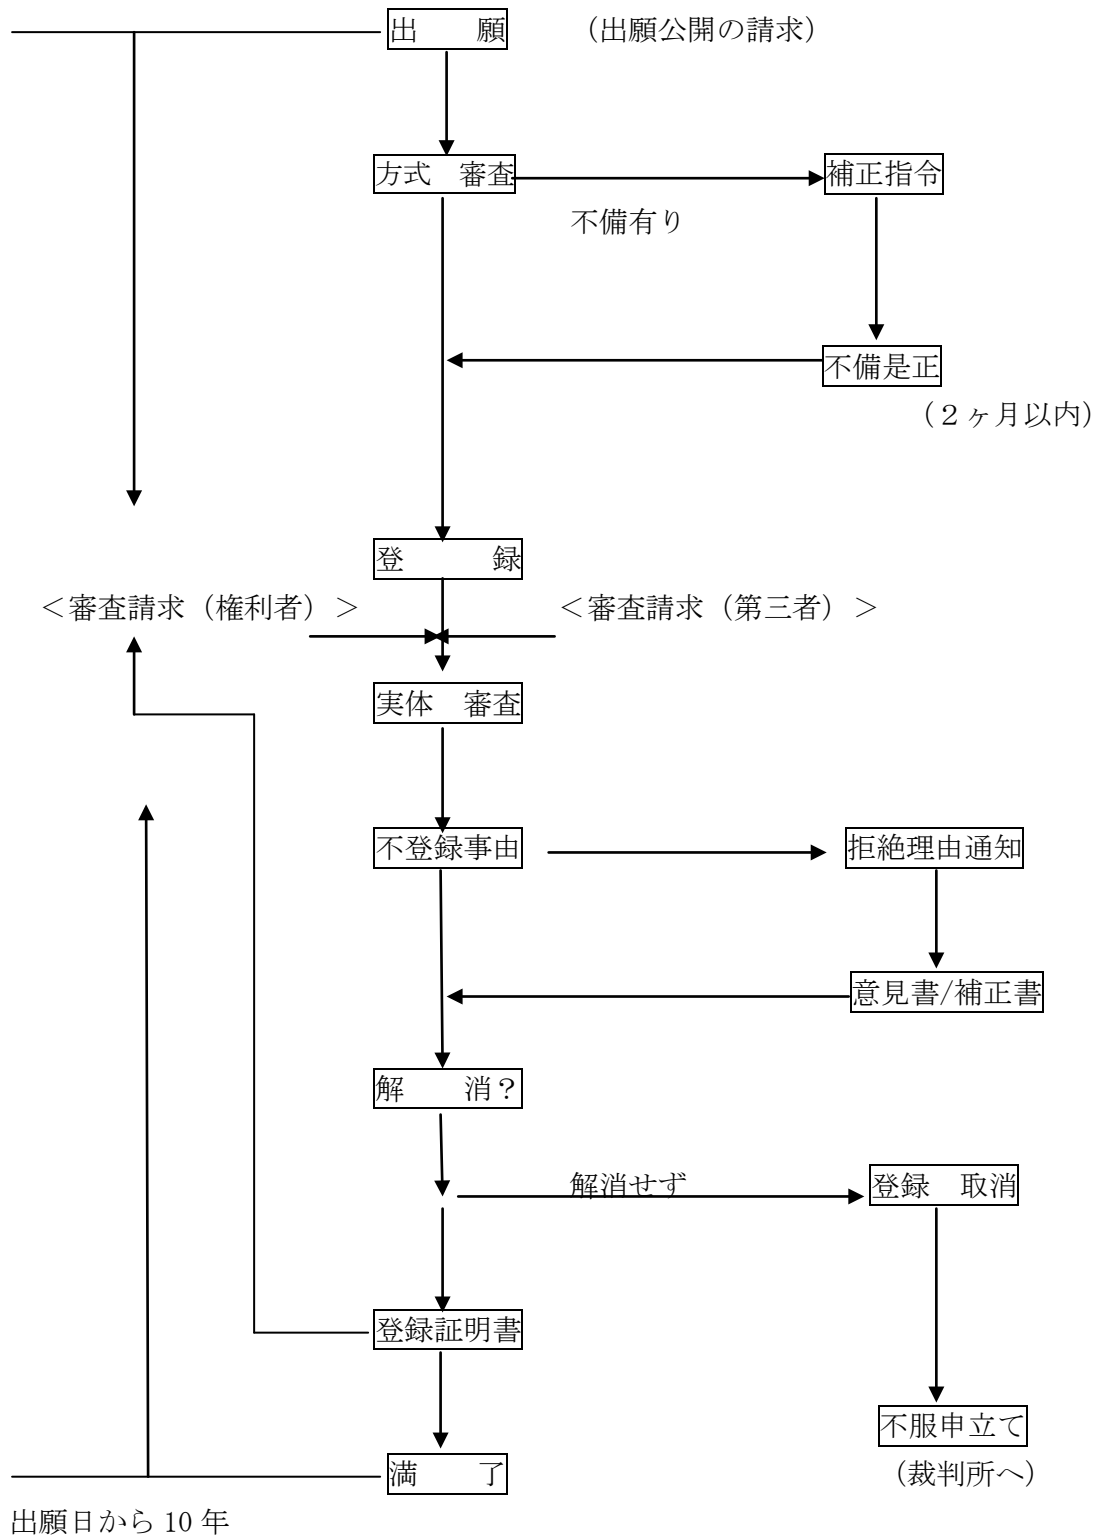 出　　願　　（出願公開の請求）
方式　審査
補正指令
不備有り
不備是正
（２ヶ月以内）
登　　　録
＜審査請求（権利者）＞
＜審査請求（第三者）＞
実体　審査
不登録事由
拒絶理由通知
意見書/補正書
解　　消？
解消せず
登録　取消
登録証明書
不服申立て
（裁判所へ）
満　　了
出願日から 10 年